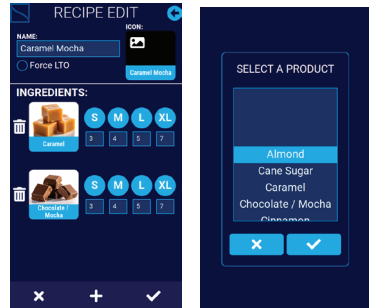 RECIPE EDIT
NAME:
ICON:
Caramel Mocha
Force LTO
Caramel Mocha
INGREDIENTS:
S M L XL
3 4 5 7
Caramel
S M L XL
3 4 5 7
Chocolate /
Mocha
SELECT A PRODUCT
Almond
Cane Sugar
Caramel
Chocolate / Mocha
Cinnamon